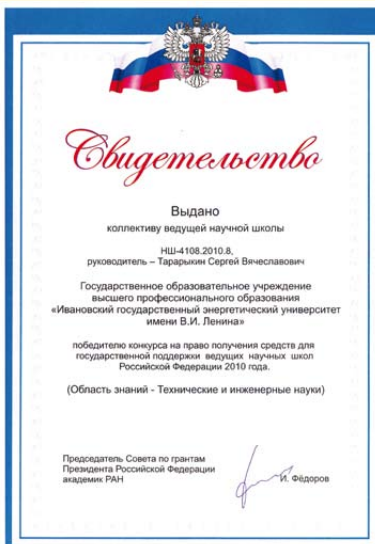 Свидетельство
Выдано
коллективу ведущей научной школы
НШ-4108.2010.8,
руководитель – Тарарыкин Сергей Вячеславович
Государственное образовательное учреждение
высшего профессионального образования
«Ивановский государственный энергетический университет
имени В.И. Ленина»
победителю конкурса на право получения средств для
государственной поддержки ведущих научных школ
Российской Федерации 2010 года.
(Область знаний - Технические и инженерные науки)
Председатель Совета по грантам
Президента Российской Федерации
академик РАН И. Фёдоров